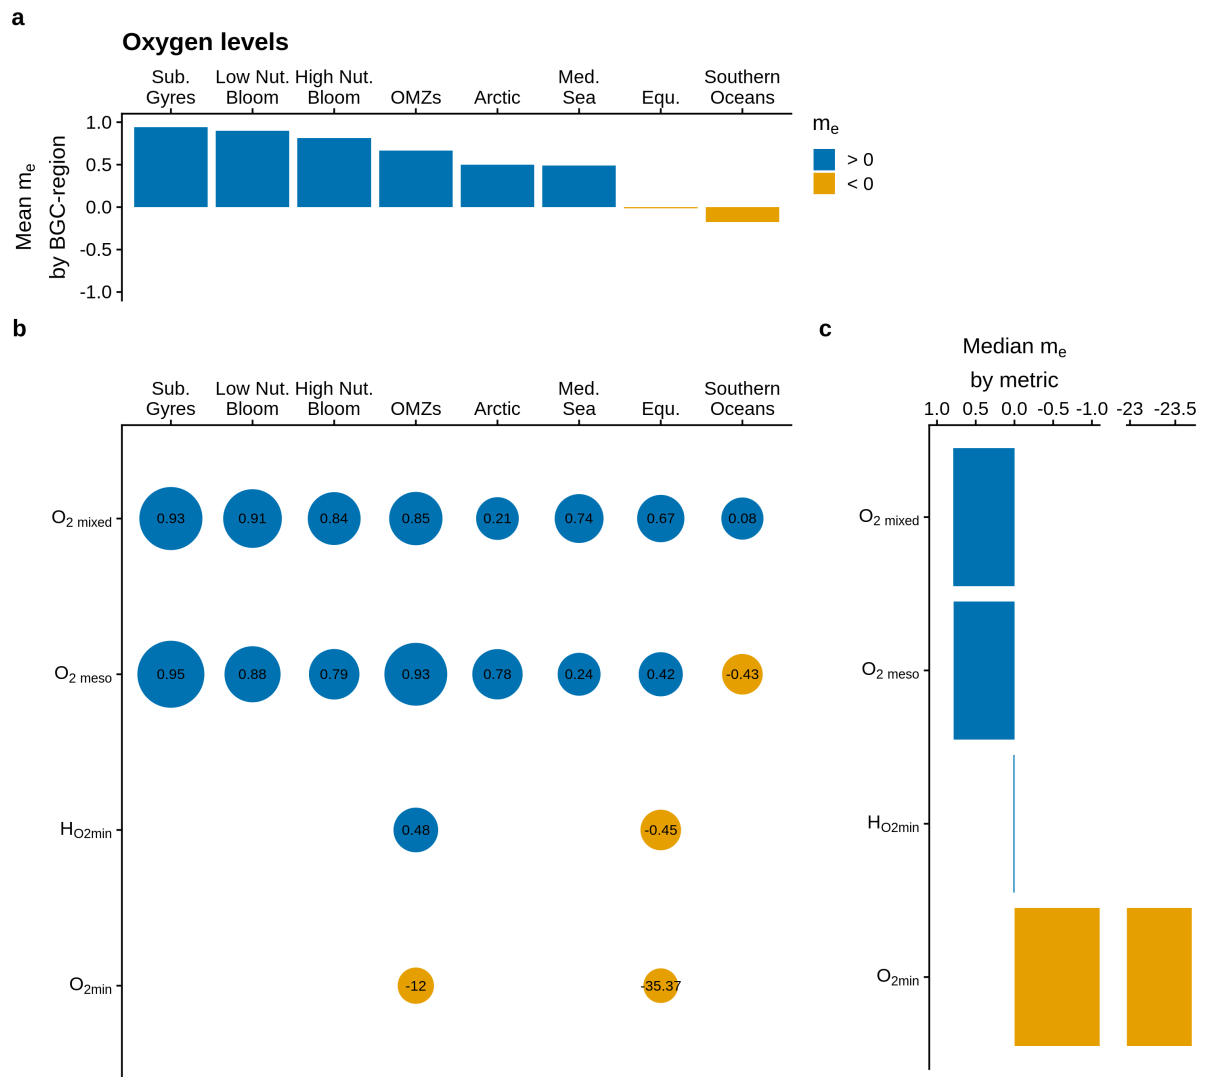 a
Oxygen levels
Sub. Low Nut. High Nut. Med. Southern
Gyres Bloom Bloom OMZs Arctic Sea Equ. Oceans
Mean me
by BGC-region
1.0
0.5
0.0
-0.5
-1.0
me
> 0
< 0
b
Sub. Low Nut. High Nut. Med. Southern
Gyres Bloom Bloom OMZs Arctic Sea Equ. Oceans
O2 mixed 0.93 0.91 0.84 0.85 0.21 0.74 0.67 0.08
O2 meso 0.95 0.88 0.79 0.93 0.78 0.24 0.42 -0.43
HO2min 0.48 -0.45
O2min -12 -35.37
c
Median me
by metric
1.0 0.5 0.0 -0.5 -1.0 -23 -23.5
O2 mixed
O2 meso
HO2min
O2min